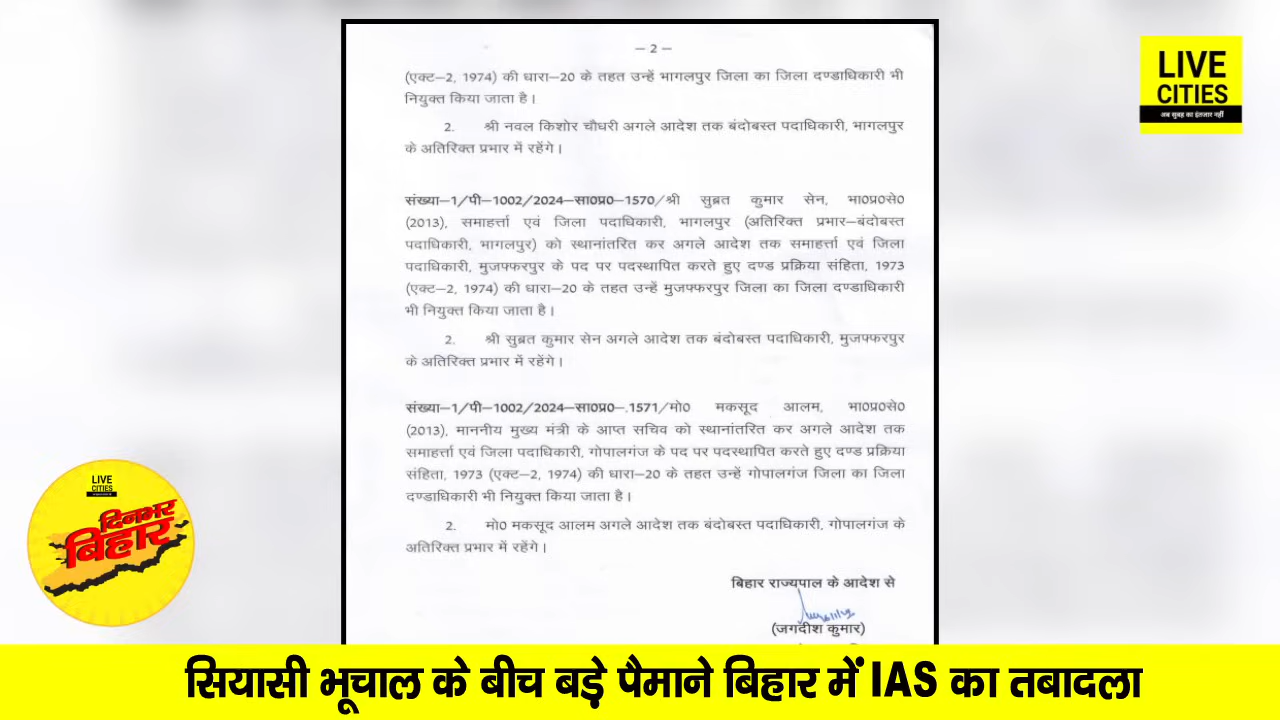 – 2 –
(एक्ट–2, 1974) की धारा–20 के तहत उन्हें भागलपुर जिला का जिला दण्डाधिकारी भी
नियुक्त किया जाता है।
2. श्री नवल किशोर चौधरी अगले आदेश तक बंदोबस्त पदाधिकारी, भागलपुर
के अतिरिक्त प्रभार में रहेंगे।
संख्या–1/पी–1002/2024–सा0प्र0–1570/श्री सुब्रत कुमार सेन, भा0प्र0से0
(2013), समाहर्त्ता एवं जिला पदाधिकारी, भागलपुर (अतिरिक्त प्रभार–बंदोबस्त
पदाधिकारी, भागलपुर) को स्थानांतरित कर अगले आदेश तक समाहर्त्ता एवं जिला
पदाधिकारी, मुजफ्फरपुर के पद पर पदस्थापित करते हुए दण्ड प्रक्रिया संहिता, 1973
(एक्ट–2, 1974) की धारा–20 के तहत उन्हें मुजफ्फरपुर जिला का जिला दण्डाधिकारी
भी नियुक्त किया जाता है।
2. श्री सुब्रत कुमार सेन अगले आदेश तक बंदोबस्त पदाधिकारी, मुजफ्फरपुर
के अतिरिक्त प्रभार में रहेंगे।
संख्या–1/पी–1002/2024–सा0प्र0–.1571/मो0 मकसूद आलम, भा0प्र0से0
(2013), माननीय मुख्य मंत्री के आप्त सचिव को स्थानांतरित कर अगले आदेश तक
समाहर्त्ता एवं जिला पदाधिकारी, गोपालगंज के पद पर पदस्थापित करते हुए दण्ड प्रक्रिया
संहिता, 1973 (एक्ट–2, 1974) की धारा–20 के तहत उन्हें गोपालगंज जिला का जिला
दण्डाधिकारी भी नियुक्त किया जाता है।
2. मो0 मकसूद आलम अगले आदेश तक बंदोबस्त पदाधिकारी, गोपालगंज के
अतिरिक्त प्रभार में रहेंगे।
बिहार राज्यपाल के आदेश से
(जगदीश कुमार)
LIVE
CITIES
अब सुबह का इंतजार नहीं
LIVE
CITIES
दिनभर
बिहार
सियासी भूचाल के बीच बड़े पैमाने बिहार में IAS का तबादला